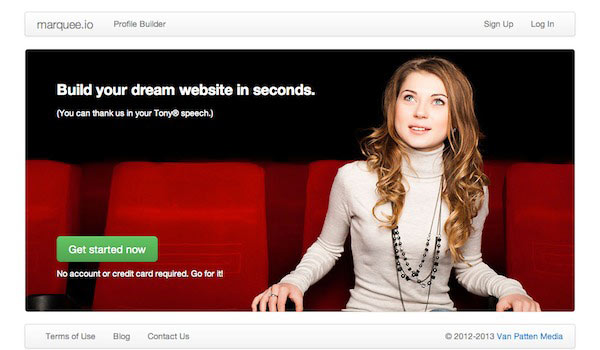 marquee.io Profile Builder Sign Up Log In
Build your dream website in seconds.
(You can thank us in your Tony® speech.)
Get started now
No account or credit card required. Go for it!
Terms of Use Blog Contact Us © 2012-2013 Van Patten Media